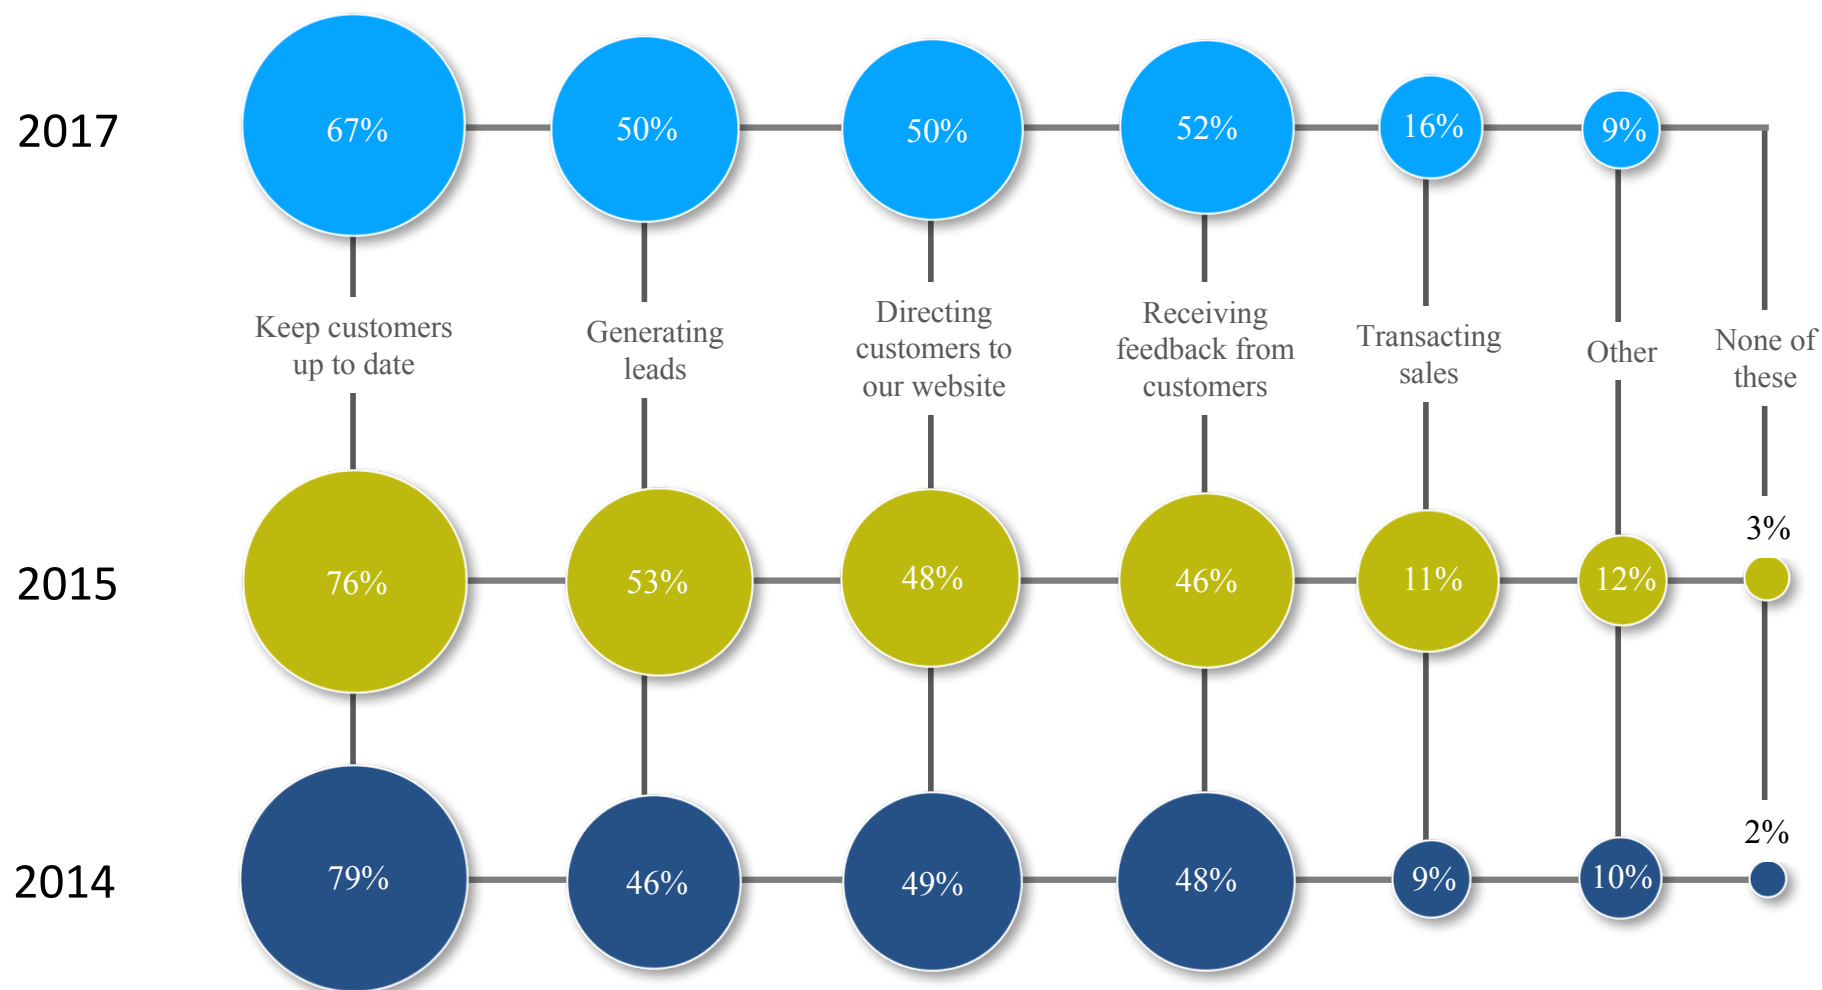 2017
67%
50%
50%
52%
16%
9%
Keep customers
up to date
Generating
leads
Directing
customers to
our website
Receiving
feedback from
customers
Transacting
sales
Other
None of
these
2015
76%
53%
48%
46%
11%
12%
3%
2014
79%
46%
49%
48%
9%
10%
2%